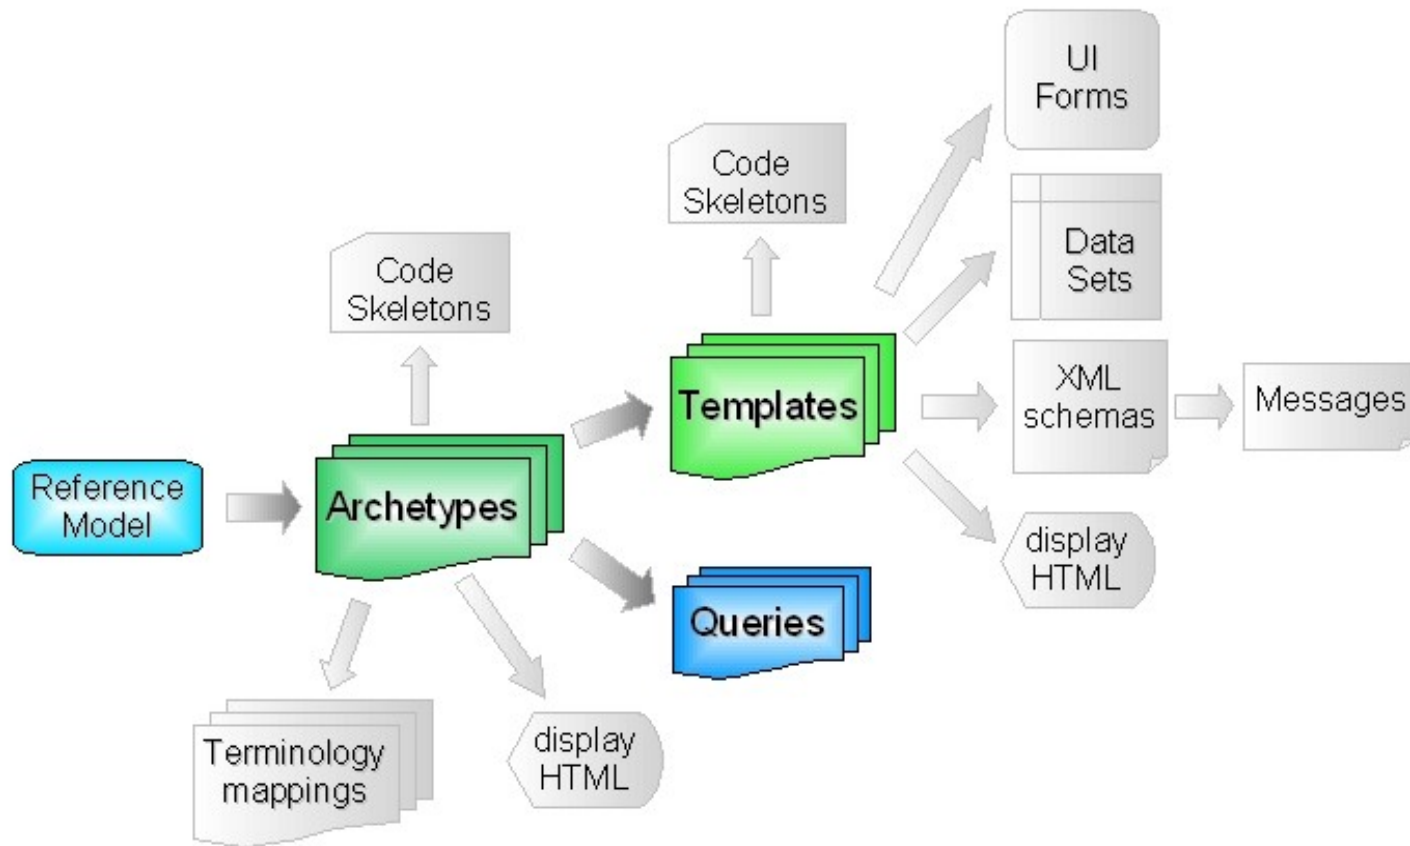 UI
Forms
Code
Skeletons
Data
Sets
Code
Skeletons
XML
schemas
Messages
Templates
Reference
Model
Archetypes
display
HTML
Queries
Terminology
mappings
display
HTML